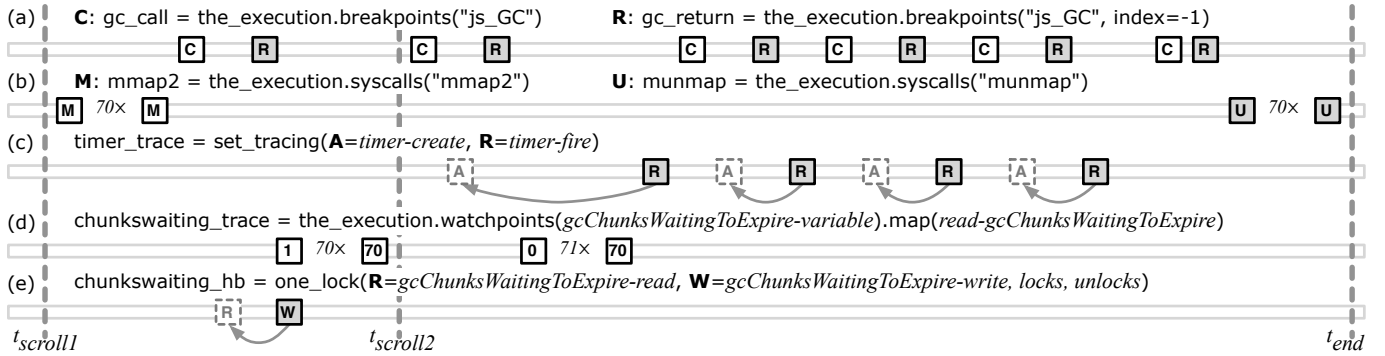 (a) C: gc_call = the_execution.breakpoints("js_GC") R: gc_return = the_execution.breakpoints("js_GC", index=-1)
C R C R C R C R C R C R
(b) M: mmap2 = the_execution.syscalls("mmap2") U: munmap = the_execution.syscalls("munmap")
M 70× M U 70× U
(c) timer_trace = set_tracing(A=timer-create, R=timer-fire)
A R A R A R A R
(d) chunkswaiting_trace = the_execution.watchpoints(gcChunksWaitingToExpire-variable).map(read-gcChunksWaitingToExpire)
1 70× 70 0 71× 70
(e) chunkswaiting_hb = one_lock(R=gcChunksWaitingToExpire-read, W=gcChunksWaitingToExpire-write, locks, unlocks)
R W
tscroll1 tscroll2 tend